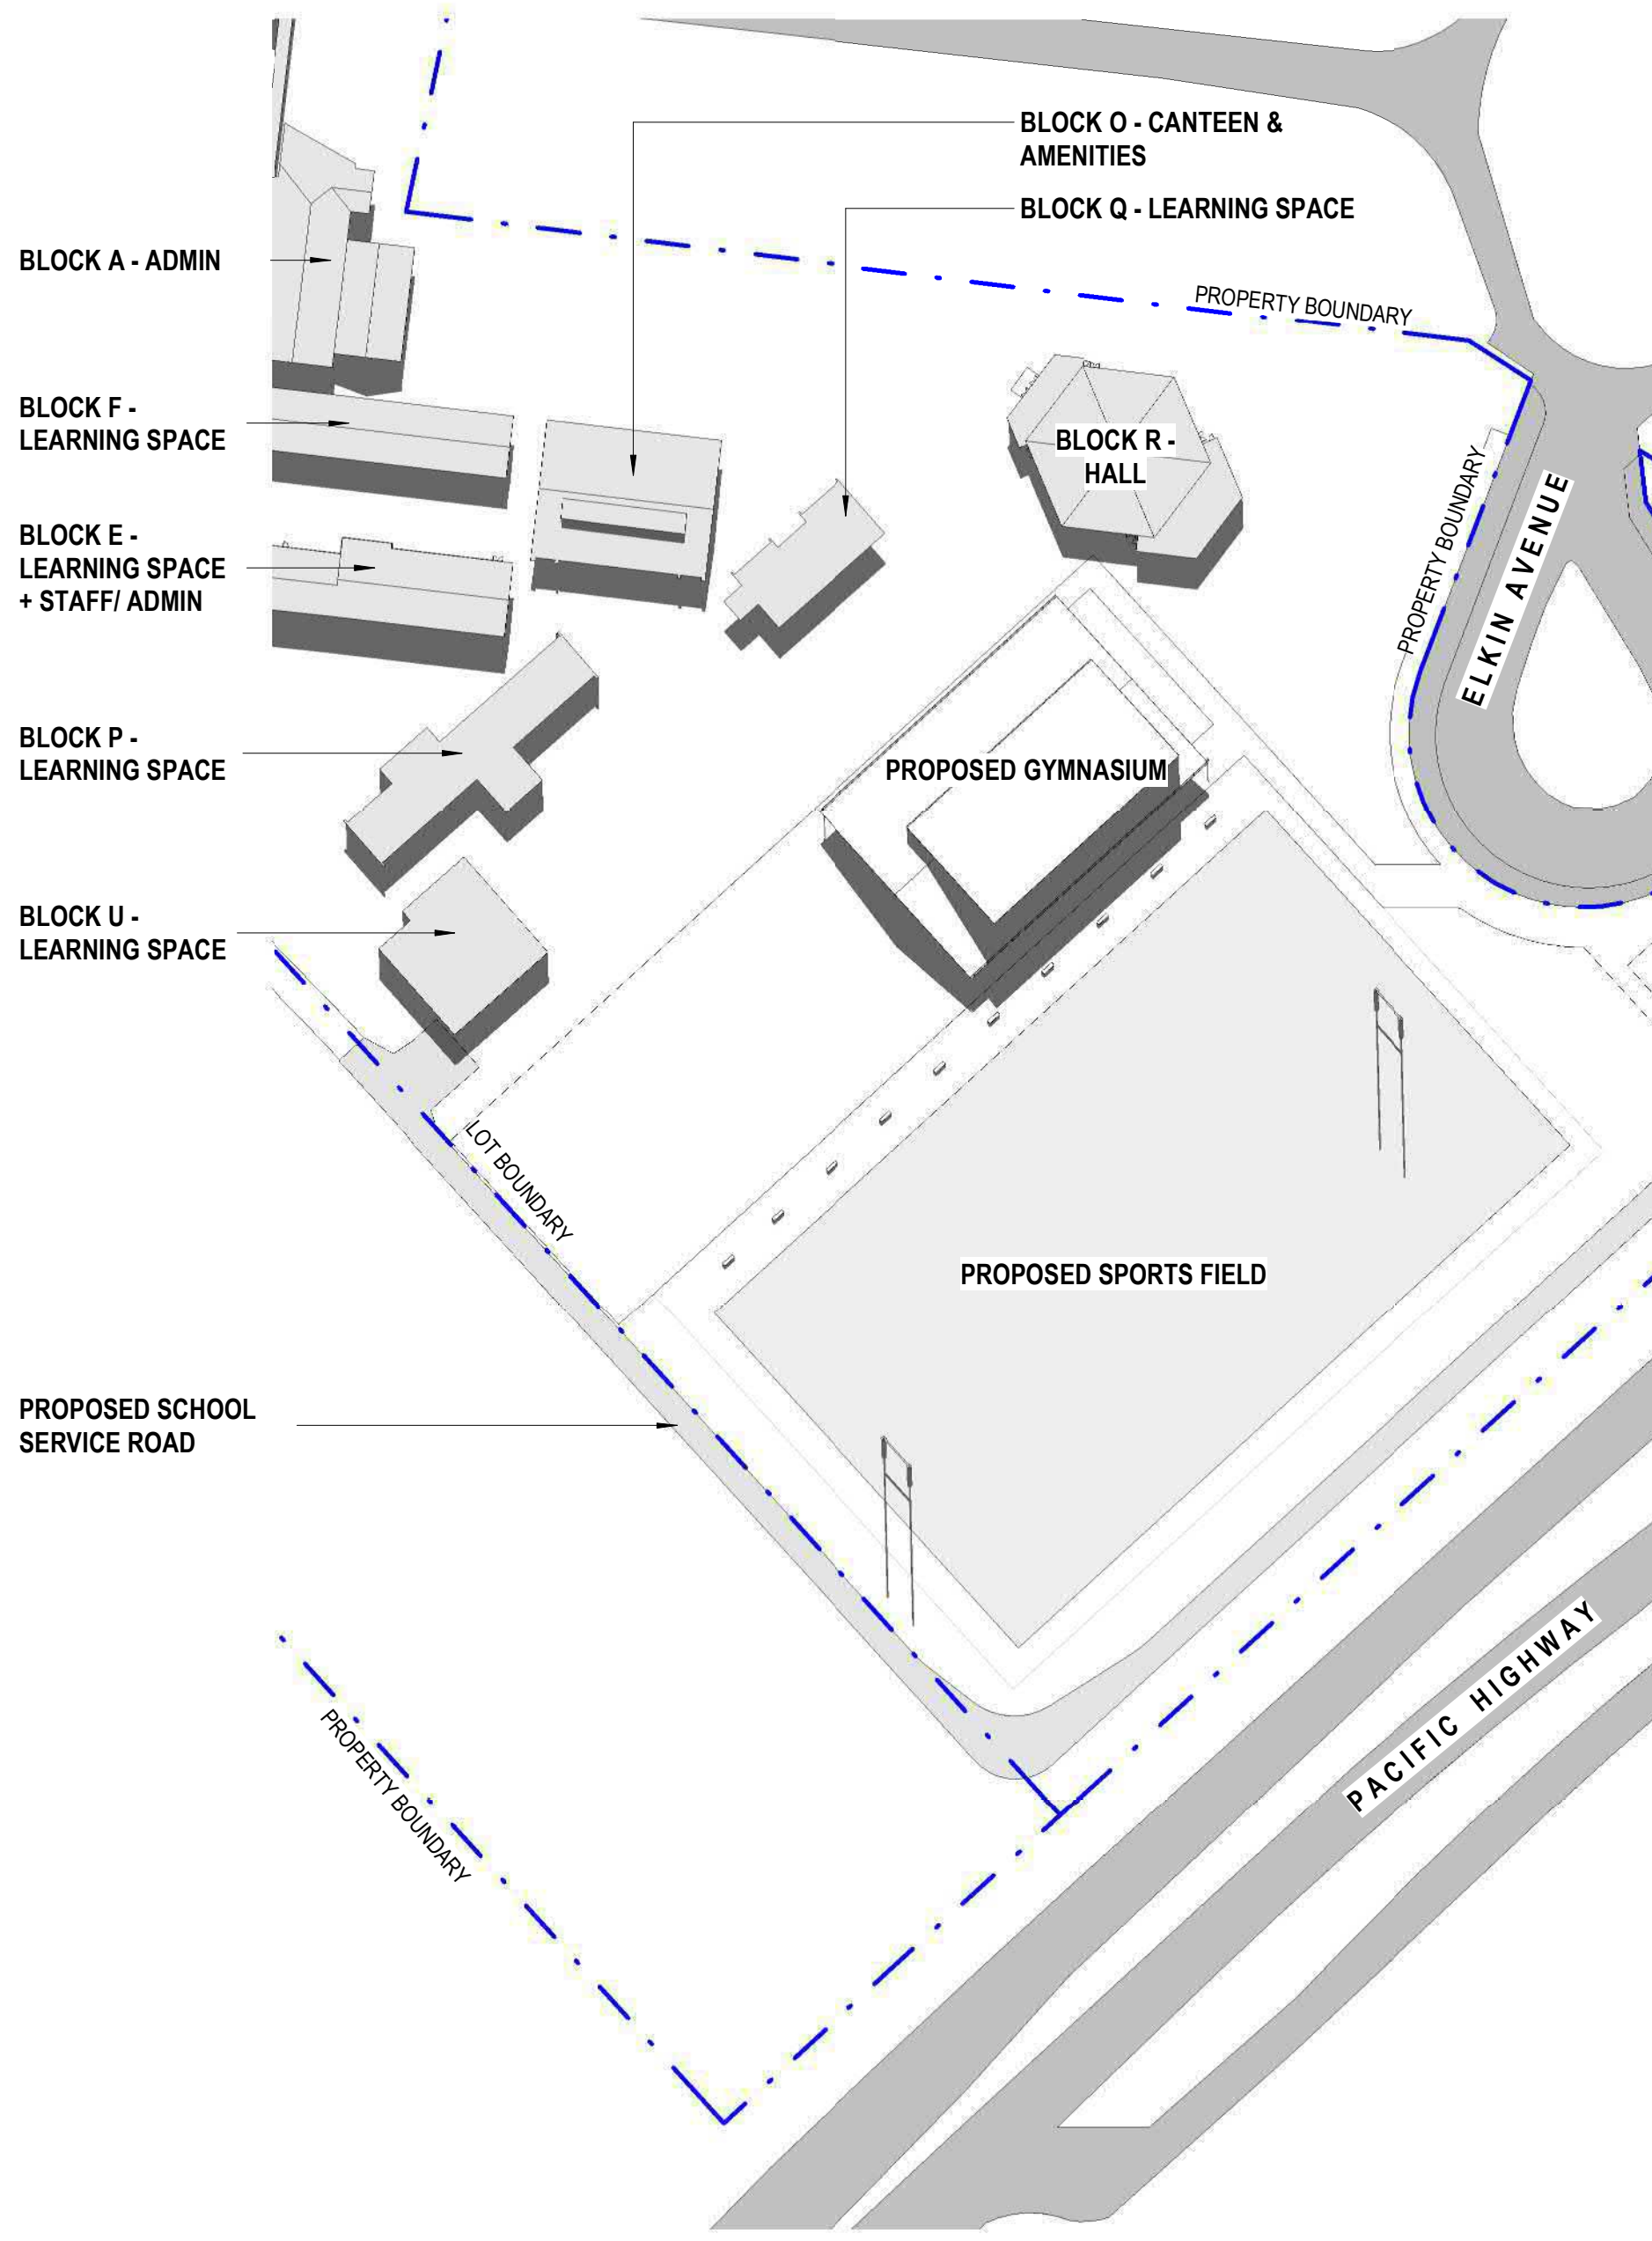 BLOCK O - CANTEEN &
AMENITIES
BLOCK Q - LEARNING SPACE
BLOCK A - ADMIN
PROPERTY BOUNDARY
BLOCK F -
LEARNING SPACE
BLOCK R -
HALL
PROPERTY BOUNDARY
ELKIN AVENUE
BLOCK E -
LEARNING SPACE
+ STAFF/ ADMIN
BLOCK P -
LEARNING SPACE
PROPOSED GYMNASIUM
BLOCK U -
LEARNING SPACE
LOT BOUNDARY
PROPOSED SPORTS FIELD
PROPOSED SCHOOL
SERVICE ROAD
PACIFIC HIGHWAY
PROPERTY BOUNDARY